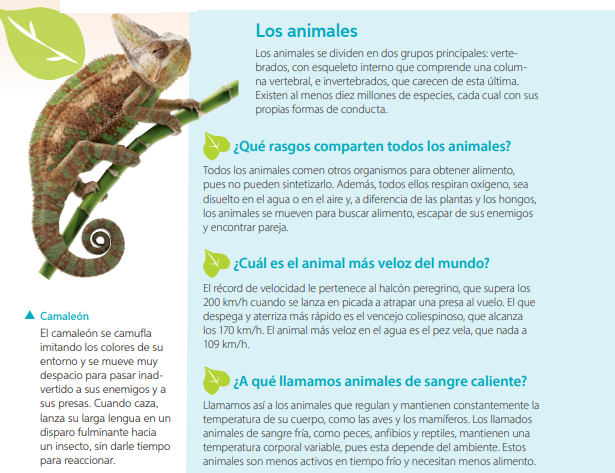 Los animales
Los animales se dividen en dos grupos principales: verte-
brados, con esqueleto interno que comprende una colum-
na vertebral, e invertebrados, que carecen de esta última.
Existen al menos diez millones de especies, cada cual con sus
propias formas de conducta.
¿Qué rasgos comparten todos los animales?
Todos los animales comen otros organismos para obtener alimento,
pues no pueden sintetizarlo. Además, todos ellos respiran oxígeno, sea
disuelto en el agua o en el aire y, a diferencia de las plantas y los hongos,
los animales se mueven para buscar alimento, escapar de sus enemigos
y encontrar pareja.
¿Cuál es el animal más veloz del mundo?
El récord de velocidad le pertenece al halcón peregrino, que supera los
200 km/h cuando se lanza en picada a atrapar una presa al vuelo. El que
despega y aterriza más rápido es el vencejo coliespinoso, que alcanza
los 170 km/h. El animal más veloz en el agua es el pez vela, que nada a
109 km/h.
¿A qué llamamos animales de sangre caliente?
Llamamos así a los animales que regulan y mantienen constantemente la
temperatura de su cuerpo, como las aves y los mamíferos. Los llamados
animales de sangre fría, como peces, anfibios y reptiles, mantienen una
temperatura corporal variable, pues esta depende del ambiente. Estos
animales son menos activos en tiempo frío y necesitan menos alimento.
Camaleón
El camaleón se camufla
imitando los colores de su
entorno y se mueve muy
despacio para pasar inad-
vertido a sus enemigos y a
sus presas. Cuando caza,
lanza su larga lengua en un
disparo fulminante hacia
un insecto, sin darle tiempo
para reaccionar.